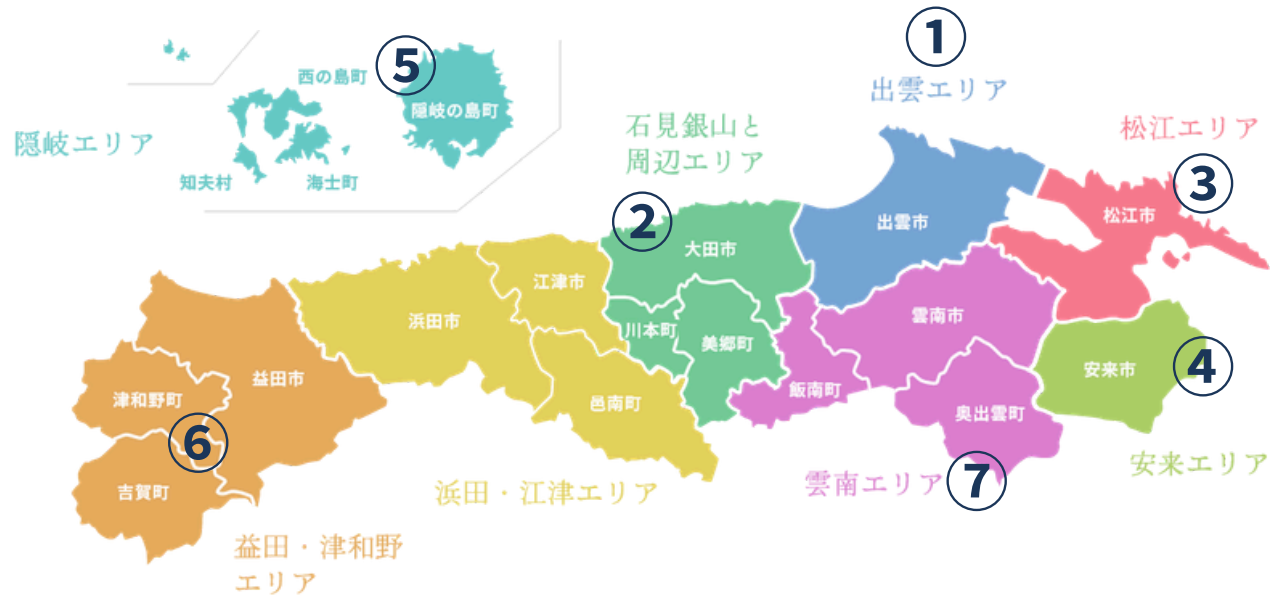 ①
出雲エリア
⑤
西の島町
隠岐の島町
隠岐エリア
知夫村
海士町
石見銀山と
周辺エリア
松江エリア
③
②
松江市
出雲市
大田市
江津市
雲南市
浜田市
川本町
美郷町
安来市
④
益田市
飯南町
津和野町
邑南町
奥出雲町
⑥
吉賀町
安来エリア
雲南エリア
⑦
浜田・江津エリア
益田・津和野
エリア